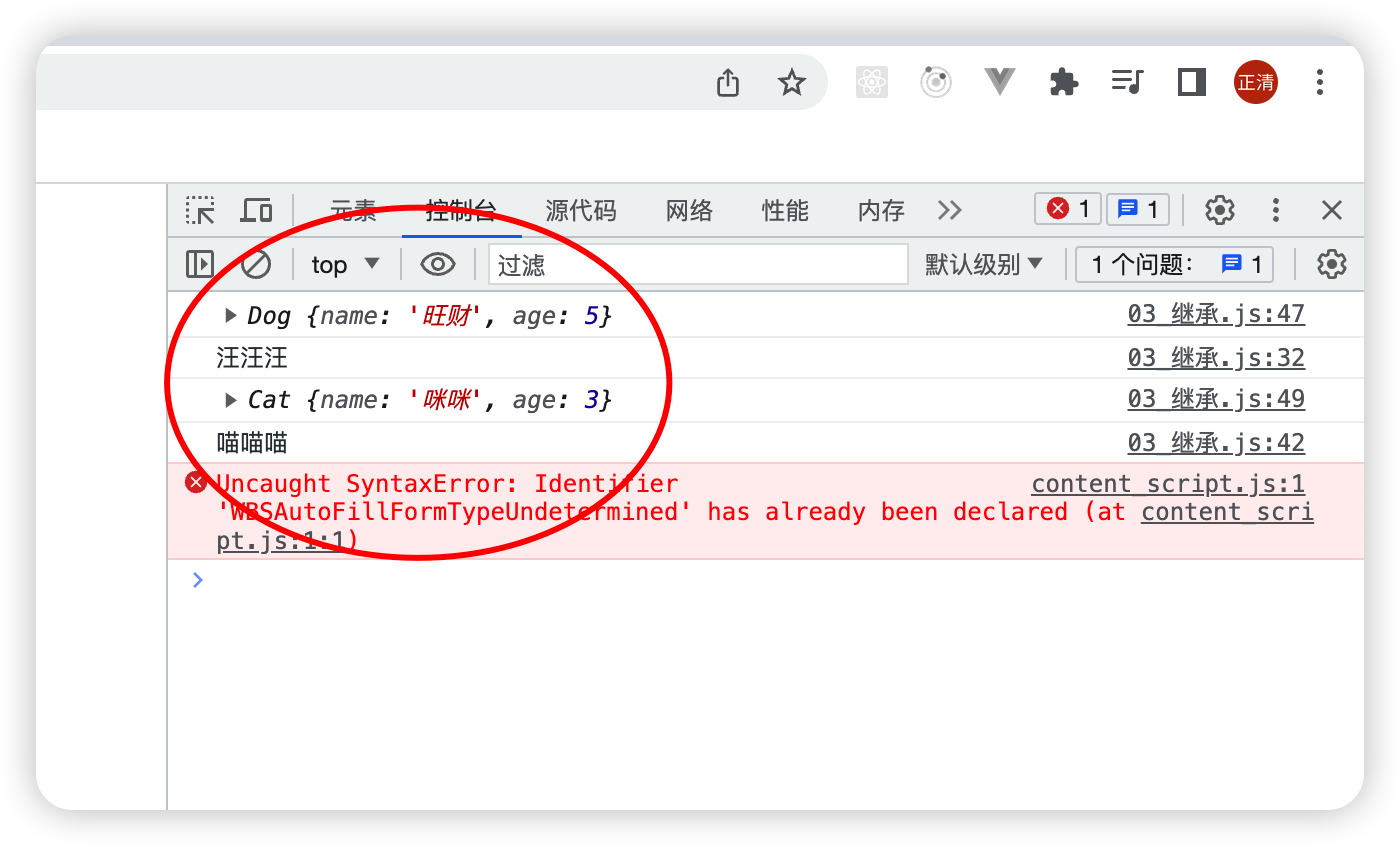 正清
元素 控制台 源代码 网络 性能 内存 1 1
top 过滤 默认级别 1 个问题: 1
Dog {name: '旺财', age: 5} 03_继承.js:47
汪汪汪 03_继承.js:32
Cat {name: '咪咪', age: 3} 03_继承.js:49
喵喵喵 03_继承.js:42
Uncaught SyntaxError: Identifier content_script.js:1
'WBSAutoFillFormTypeUndetermined' has already been declared (at content_scri
pt.js:1:1)